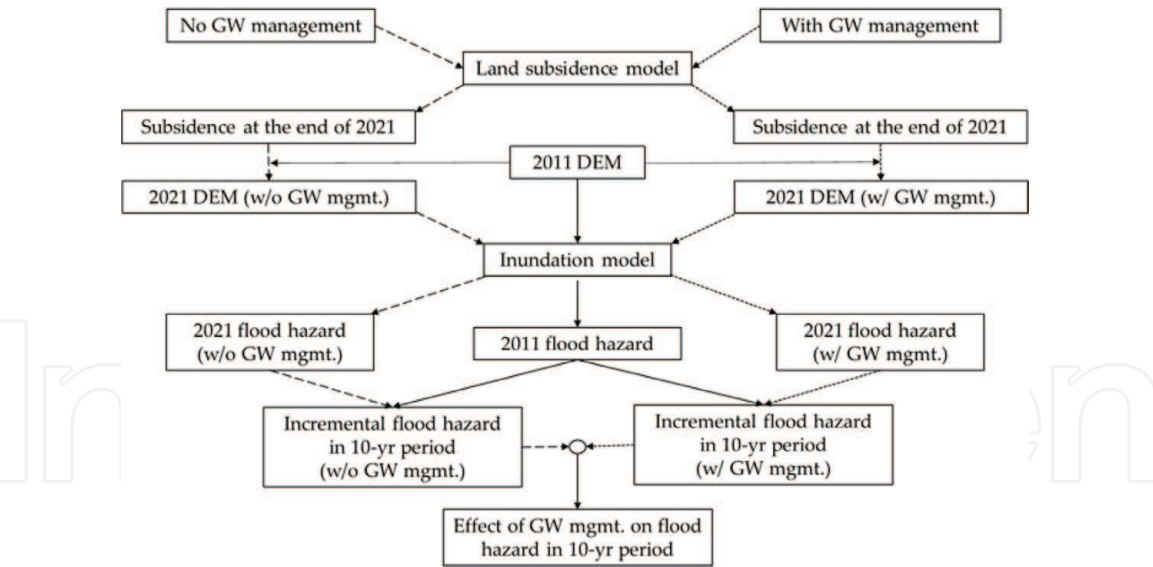 No GW management
With GW management
Land subsidence model
Subsidence at the end of 2021
Subsidence at the end of 2021
2011 DEM
2021 DEM (w/o GW mgmt.)
2021 DEM (w/ GW mgmt.)
Inundation model
2021 flood hazard
(w/o GW mgmt.)
2011 flood hazard
2021 flood hazard
(w/ GW mgmt.)
Incremental flood hazard
in 10-yr period
(w/o GW mgmt.)
Incremental flood hazard
in 10-yr period
(w/ GW mgmt.)
Effect of GW mgmt. on flood
hazard in 10-yr period